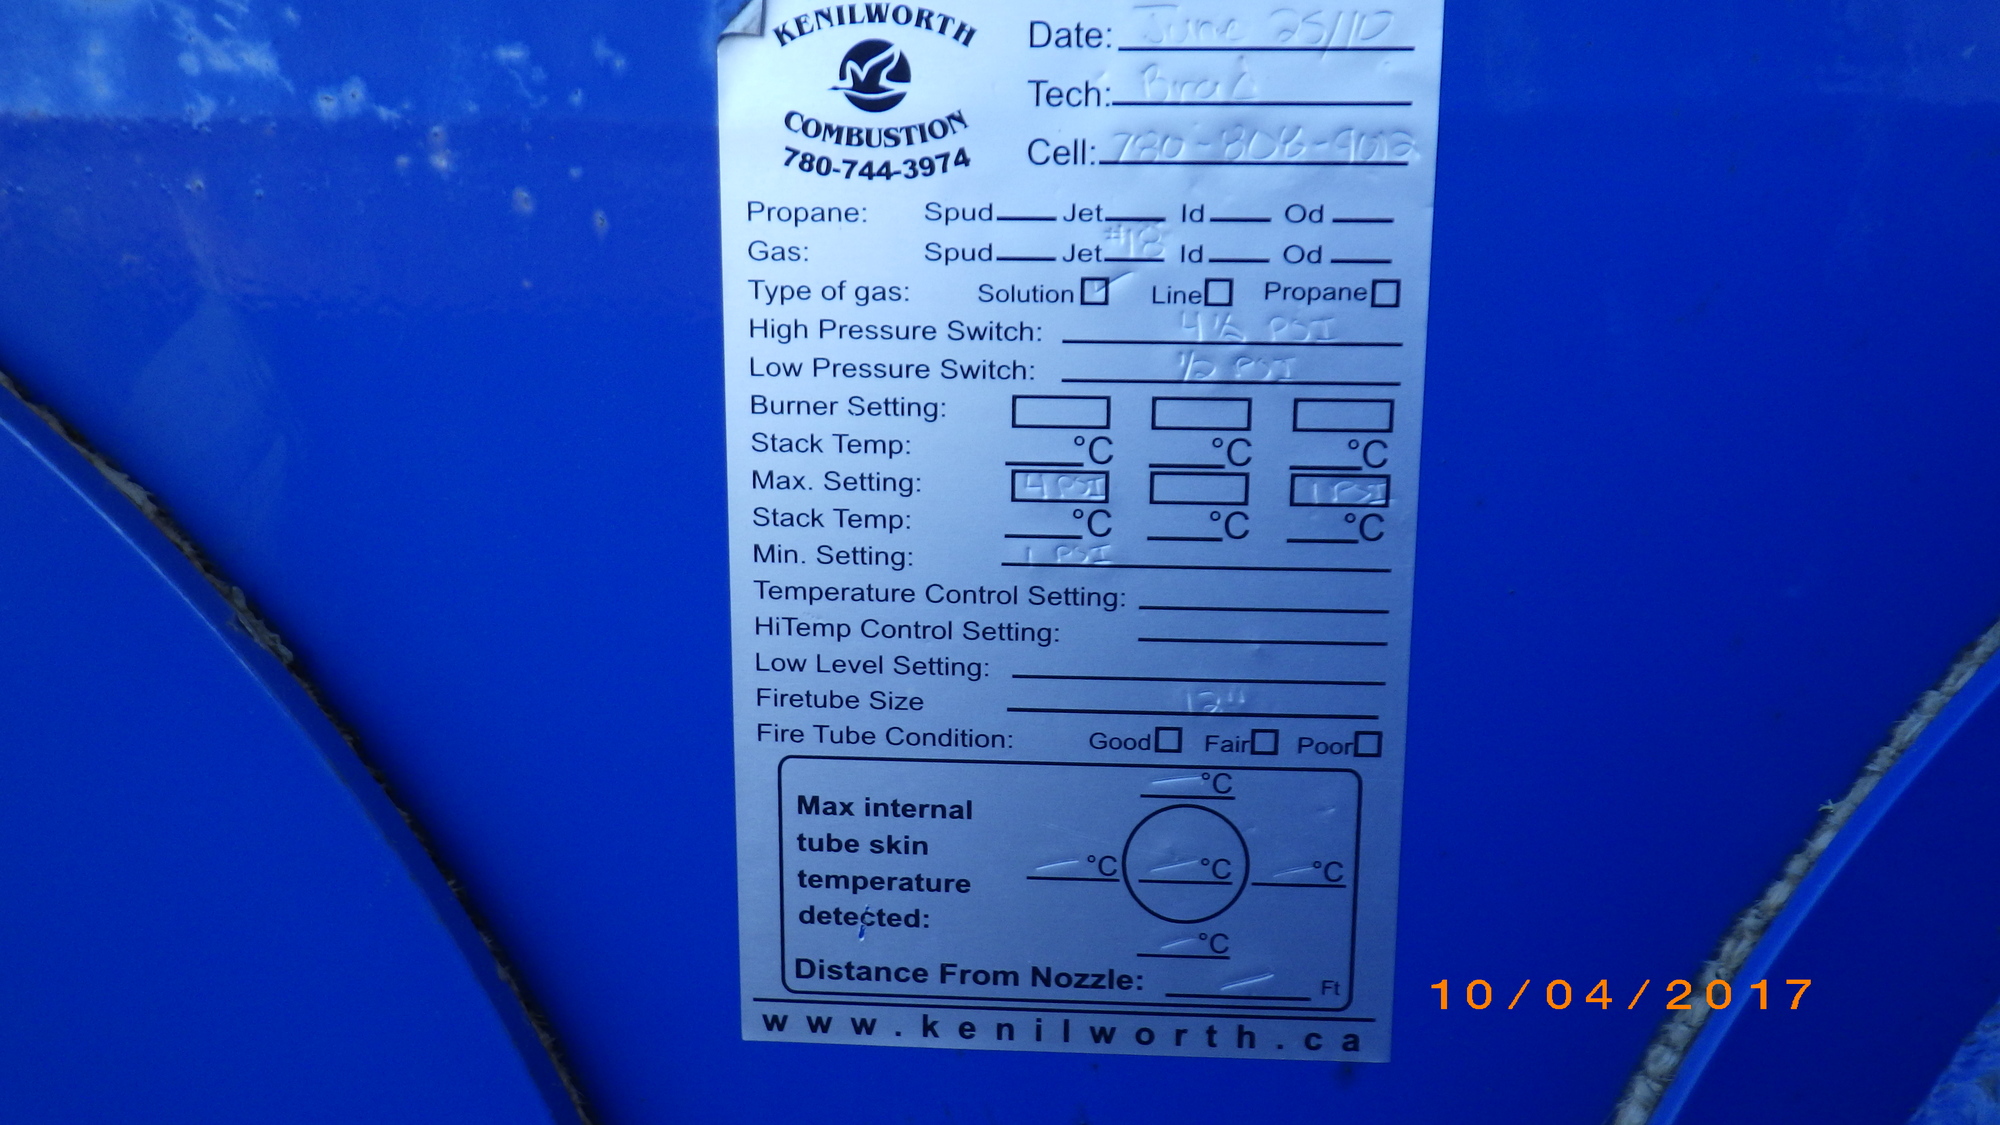 KENILWORTH
COMBUSTION
780-744-3974
Date: June 25/10
Tech: Brad
Cell: 780-808-9012
Propane: Spud Jet Id Od
Gas: Spud Jet #18 Id Od
Type of gas: Solution Line Propane
High Pressure Switch: 4 1/2 PSI
Low Pressure Switch: 1/2 PSI
Burner Setting:
Stack Temp: °C °C °C
Max. Setting: 4 PSI 1 PSI
Stack Temp: °C °C °C
Min. Setting: 1 PSI
Temperature Control Setting:
HiTemp Control Setting:
Low Level Setting:
Firetube Size 12"
Fire Tube Condition: Good Fair Poor
Max internal
tube skin
temperature
detected:
°C
°C °C °C
°C
Distance From Nozzle: Ft
www.kenilworth.ca
10/04/2017